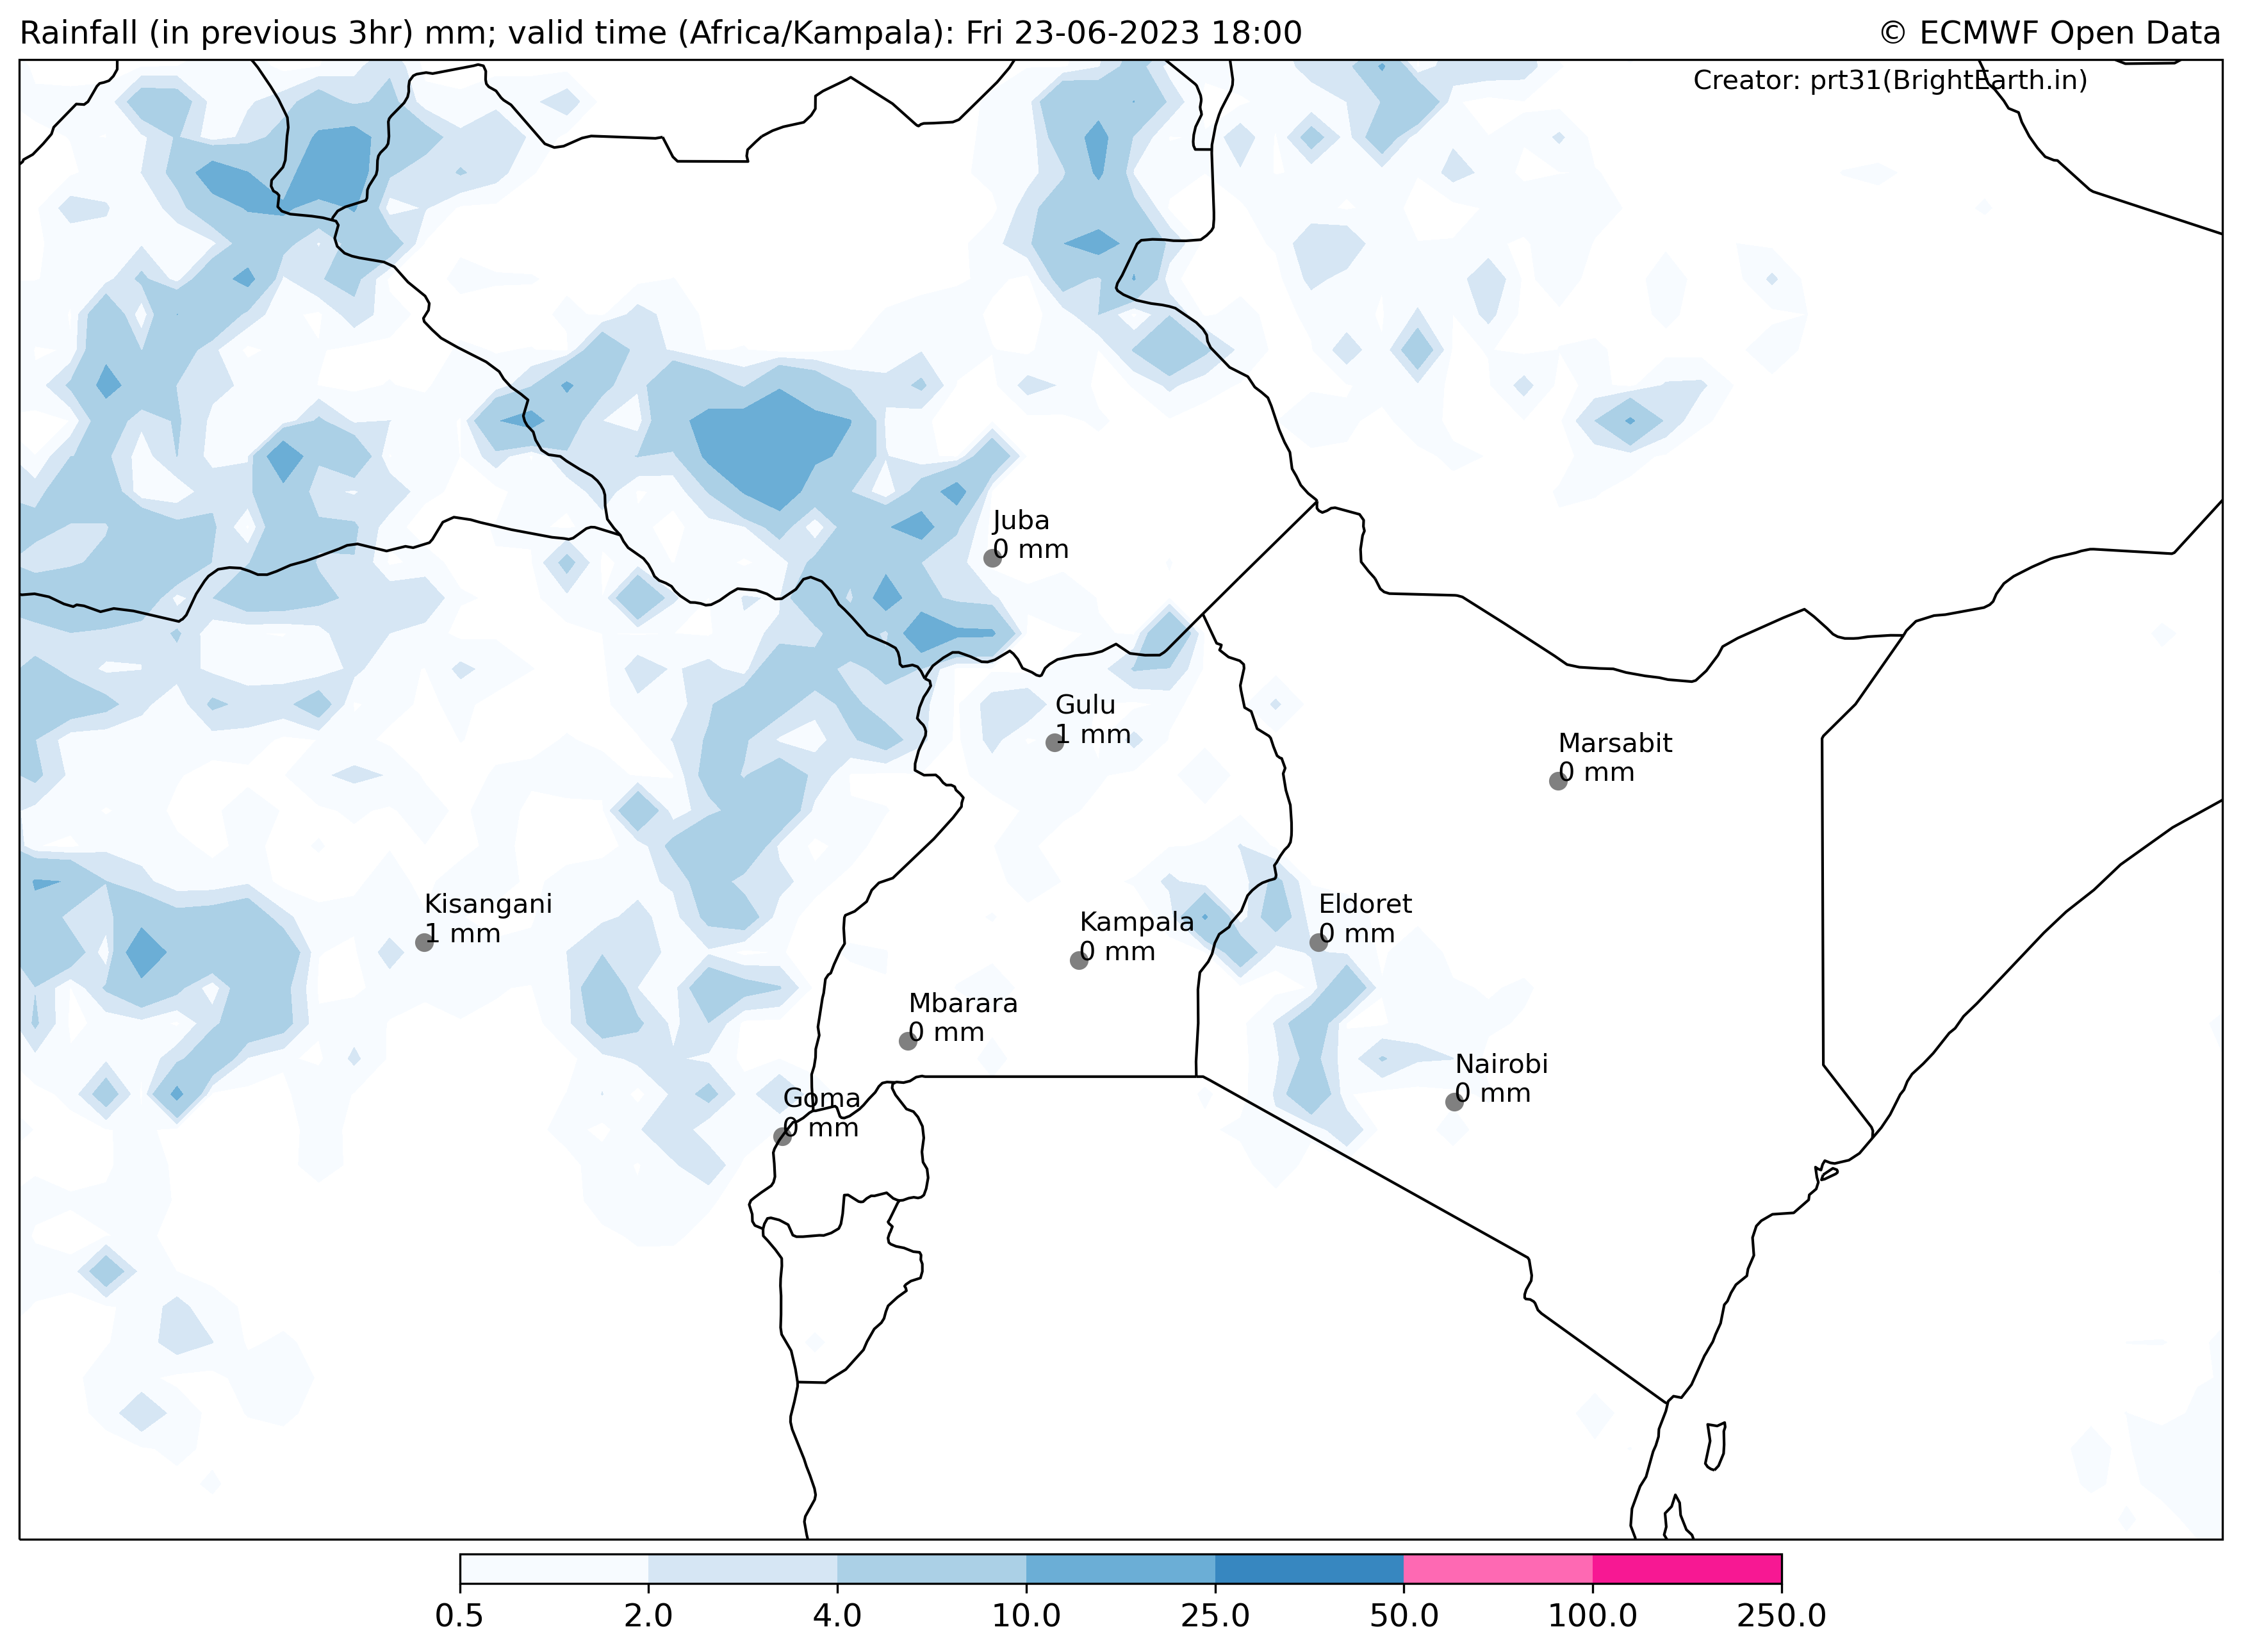 Rainfall (in previous 3hr) mm; valid time (Africa/Kampala): Fri 23-06-2023 18:00
© ECMWF Open Data
Creator: prt31(BrightEarth.in)
Juba
0 mm
Gulu
1 mm
Marsabit
0 mm
Kisangani
1 mm
Eldoret
0 mm
Kampala
0 mm
Mbarara
0 mm
Nairobi
0 mm
Goma
0 mm
0.5 2.0 4.0 10.0 25.0 50.0 100.0 250.0